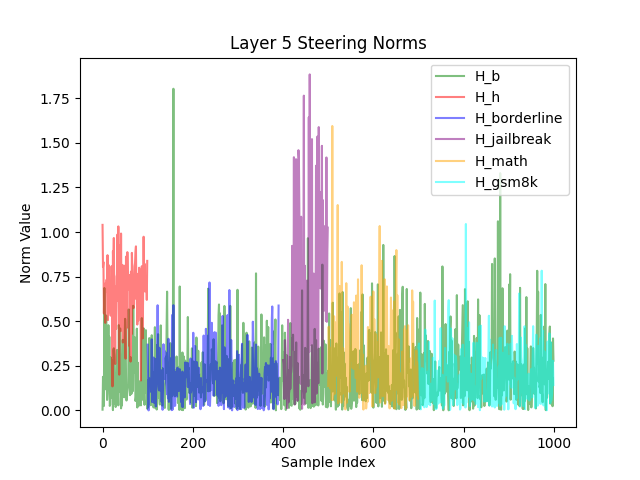 Layer 5 Steering Norms
H_b
H_h
H_borderline
H_jailbreak
H_math
H_gsm8k
Norm Value
1.75
1.50
1.25
1.00
0.75
0.50
0.25
0.00
0 200 400 600 800 1000
Sample Index